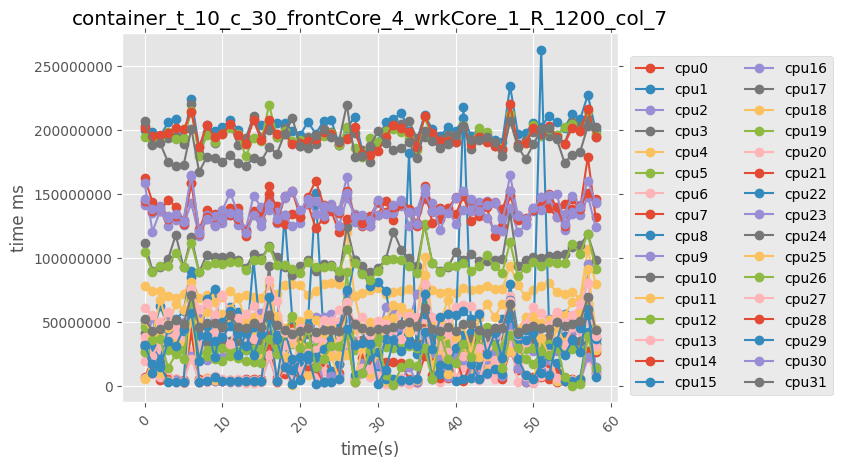 container_t_10_c_30_frontCore_4_wrkCore_1_R_1200_col_7
time ms
250000000
200000000
150000000
100000000
50000000
0
0
10
20
30
40
50
60
time(s)
cpu0
cpu1
cpu2
cpu3
cpu4
cpu5
cpu6
cpu7
cpu8
cpu9
cpu10
cpu11
cpu12
cpu13
cpu14
cpu15
cpu16
cpu17
cpu18
cpu19
cpu20
cpu21
cpu22
cpu23
cpu24
cpu25
cpu26
cpu27
cpu28
cpu29
cpu30
cpu31